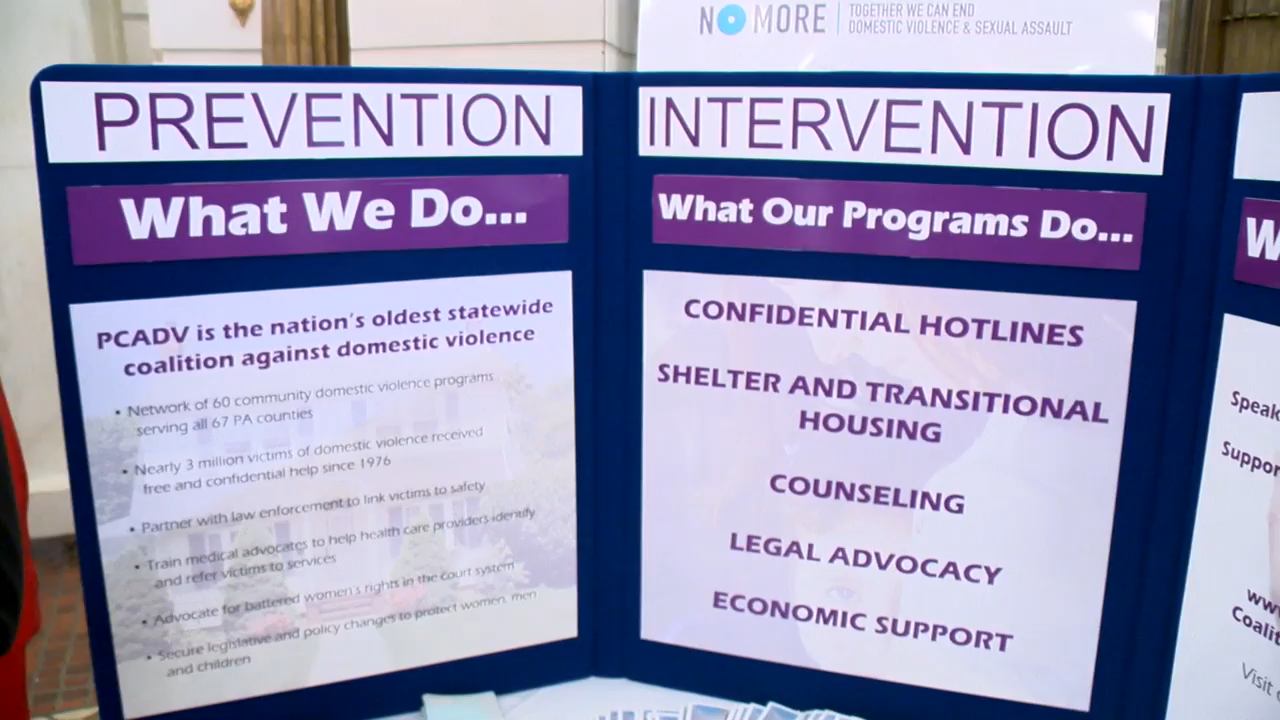 NO MORE
TOGETHER WE CAN END
DOMESTIC VIOLENCE & SEXUAL ASSAULT
PREVENTION
What We Do...
PCADV is the nation's oldest statewide
coalition against domestic violence
• Network of 60 community domestic violence programs
serving all 67 PA counties
• Nearly 3 million victims of domestic violence received
free and confidential help since 1976
• Partner with law enforcement to link victims to safety
• Train medical advocates to help health care providers identify
and refer victims to services
• Advocate for battered women's rights in the court system
• Secure legislative and policy changes to protect women, men
and children
INTERVENTION
What Our Programs Do...
CONFIDENTIAL HOTLINES
SHELTER AND TRANSITIONAL
HOUSING
COUNSELING
LEGAL ADVOCACY
ECONOMIC SUPPORT
W
Speak
Suppor
www
Coalit
Visit